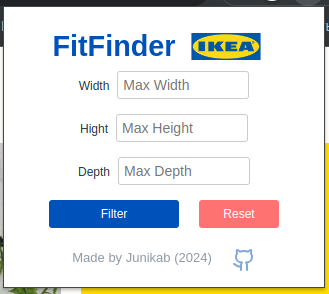 FitFinder IKEA
Width Max Width
Hight Max Height
Depth Max Depth
Filter Reset
Made by Junikab (2024)